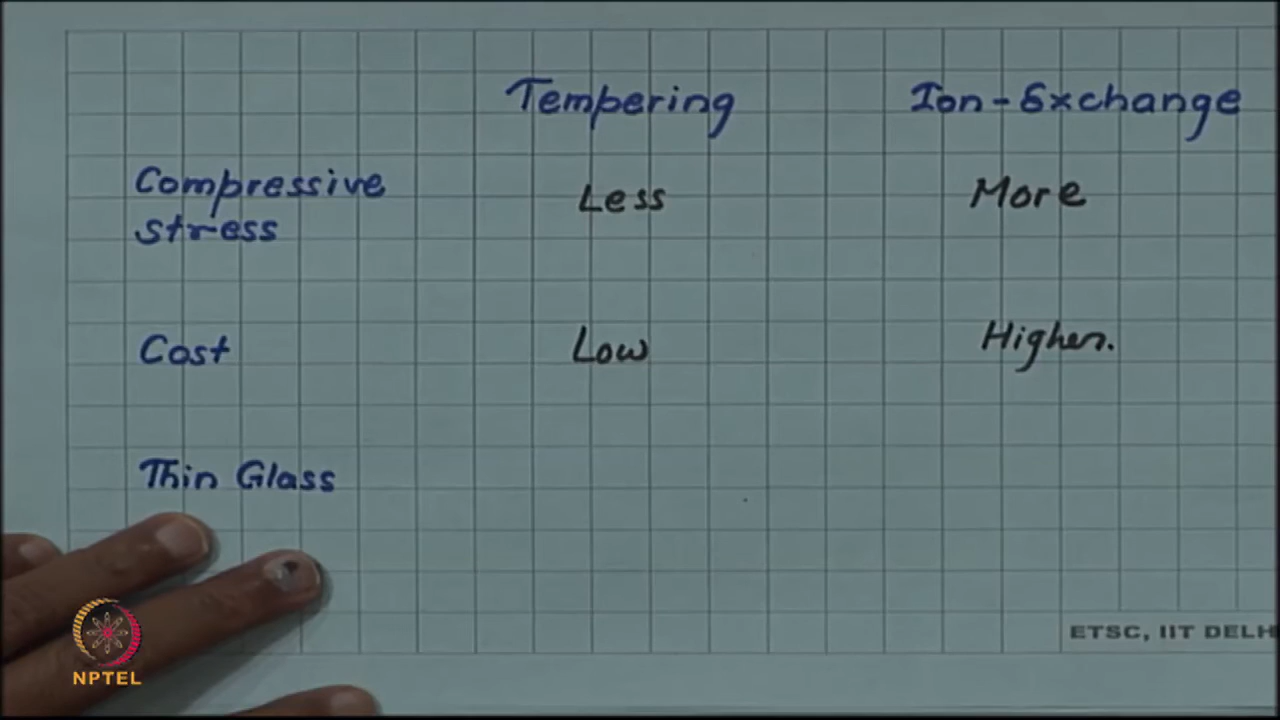 Tempering Ion-Exchange
Compressive Less More
stress
Cost Low Higher.
Thin Glass
ETSC, IIT DELH
NPTEL